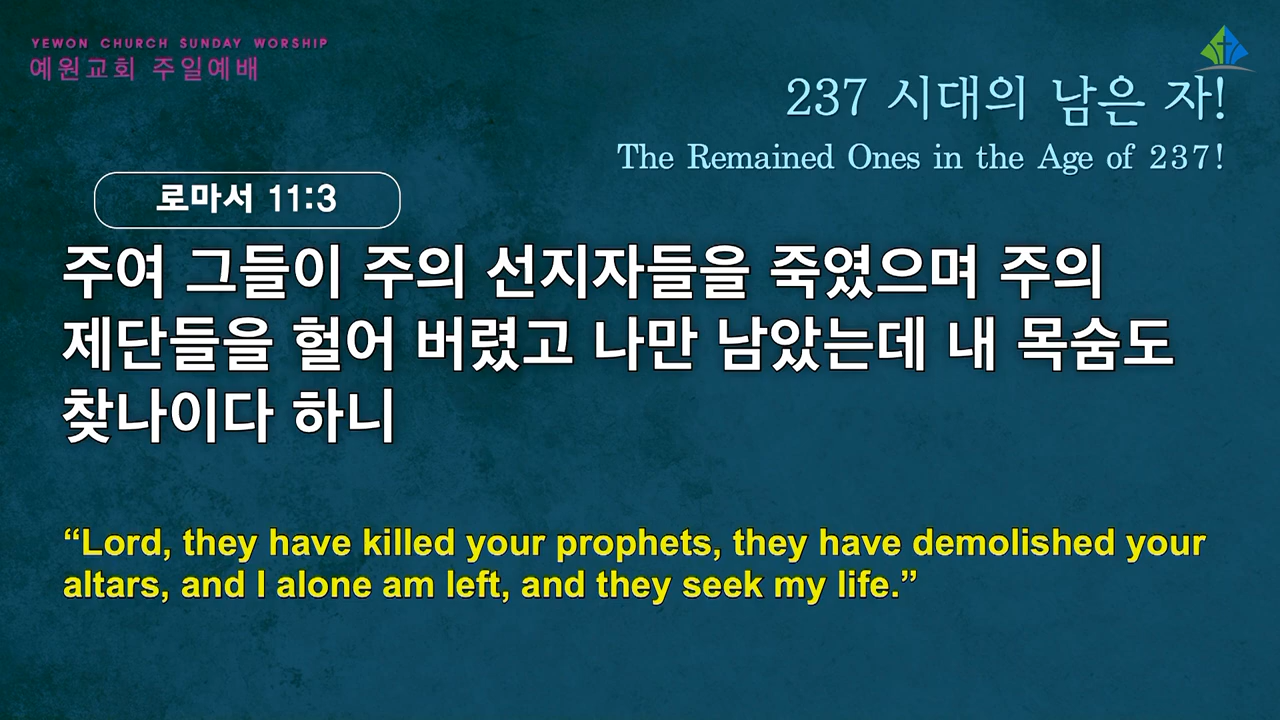 YEWON CHURCH SUNDAY WORSHIP
예원교회 주일예배
237 시대의 남은 자!
The Remained Ones in the Age of 237!
로마서 11:3
주여 그들이 주의 선지자들을 죽였으며 주의
제단들을 헐어 버렸고 나만 남았는데 내 목숨도
찾나이다 하니
“Lord, they have killed your prophets, they have demolished your
altars, and I alone am left, and they seek my life.”